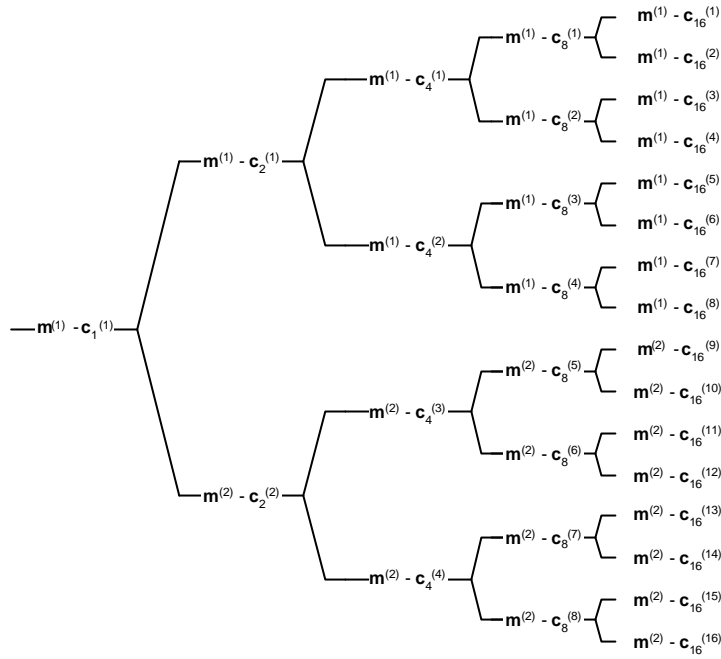 m(1) - c16(1)
m(1) - c8(1)
m(1) - c16(2)
m(1) - c4(1)
m(1) - c16(3)
m(1) - c8(2)
m(1) - c16(4)
m(1) - c2(1)
m(1) - c16(5)
m(1) - c8(3)
m(1) - c16(6)
m(1) - c4(2)
m(1) - c16(7)
m(1) - c8(4)
m(1) - c16(8)
m(1) - c1(1)
m(2) - c16(9)
m(2) - c8(5)
m(2) - c16(10)
m(2) - c4(3)
m(2) - c16(11)
m(2) - c8(6)
m(2) - c16(12)
m(2) - c2(2)
m(2) - c16(13)
m(2) - c8(7)
m(2) - c16(14)
m(2) - c4(4)
m(2) - c16(15)
m(2) - c8(8)
m(2) - c16(16)